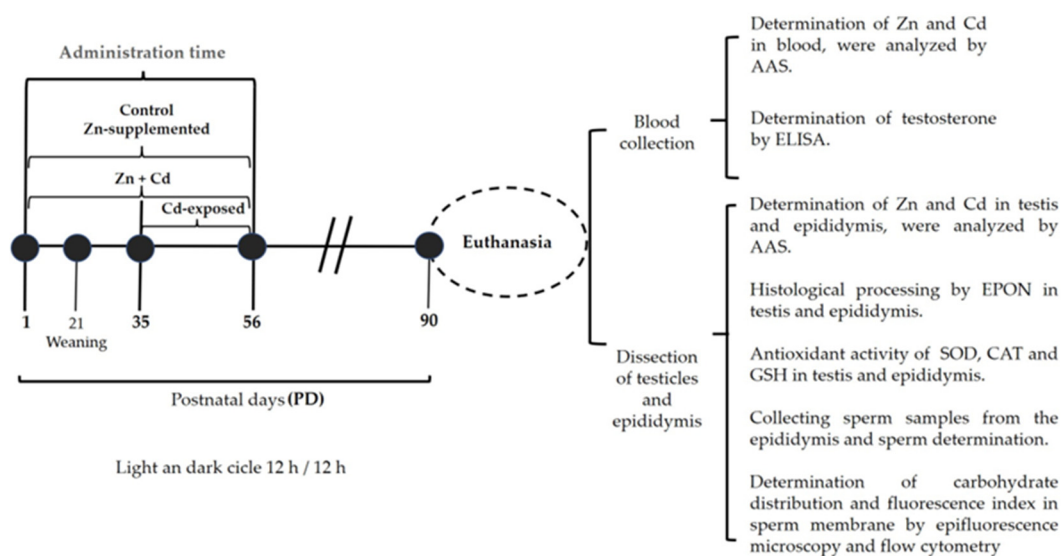 Administration time
Control
Zn-supplemented
Zn + Cd
Cd-exposed
1
21
Weaning
35
56
90
Postnatal days (PD)
Light an dark cicle 12 h / 12 h
Euthanasia
Blood
collection
Dissection
of testicles
and
epididymis
Determination of Zn and Cd
in blood, were analyzed by
AAS.
Determination of testosterone
by ELISA.
Determination of Zn and Cd in testis
and epididymis, were analyzed by
AAS.
Histological processing by EPON in
testis and epididymis.
Antioxidant activity of SOD, CAT and
GSH in testis and epididymis.
Collecting sperm samples from the
epididymis and sperm determination.
Determination of carbohydrate
distribution and fluorescence index in
sperm membrane by epifluorescence
microscopy and flow cytometry